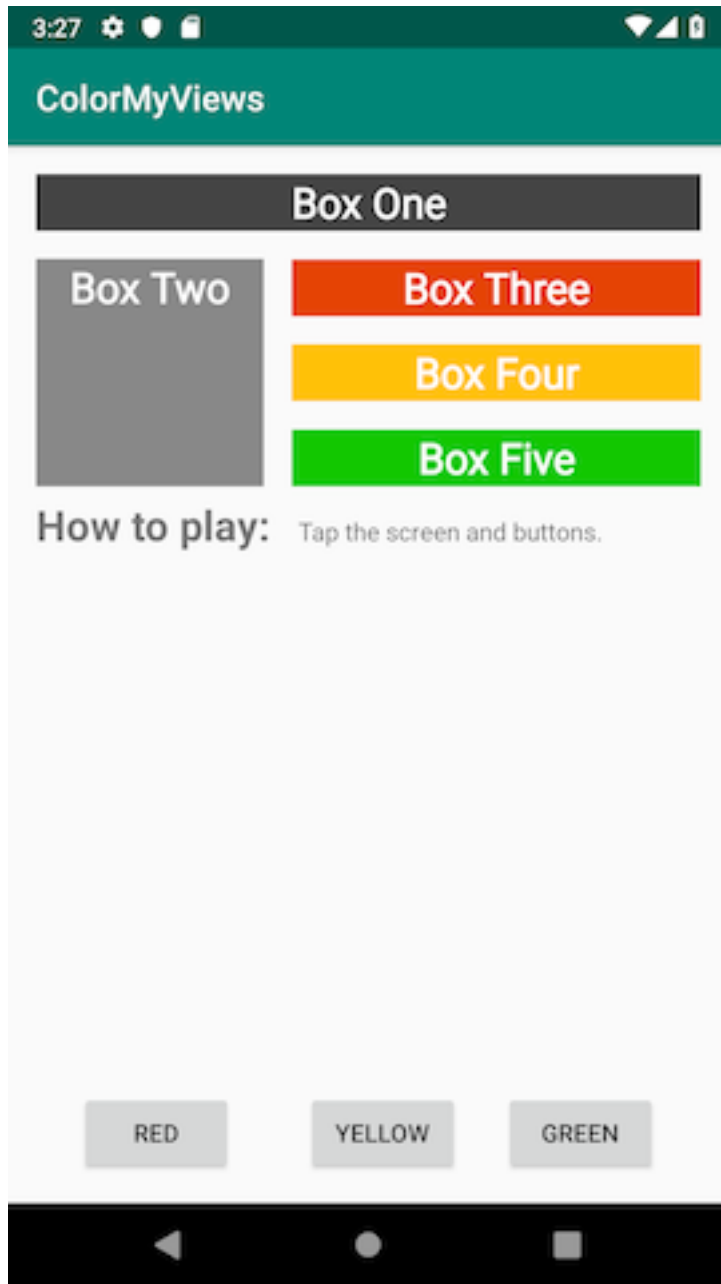 3:27
ColorMyViews
Box One
Box Two
Box Three
Box Four
Box Five
How to play: Tap the screen and buttons.
RED YELLOW GREEN